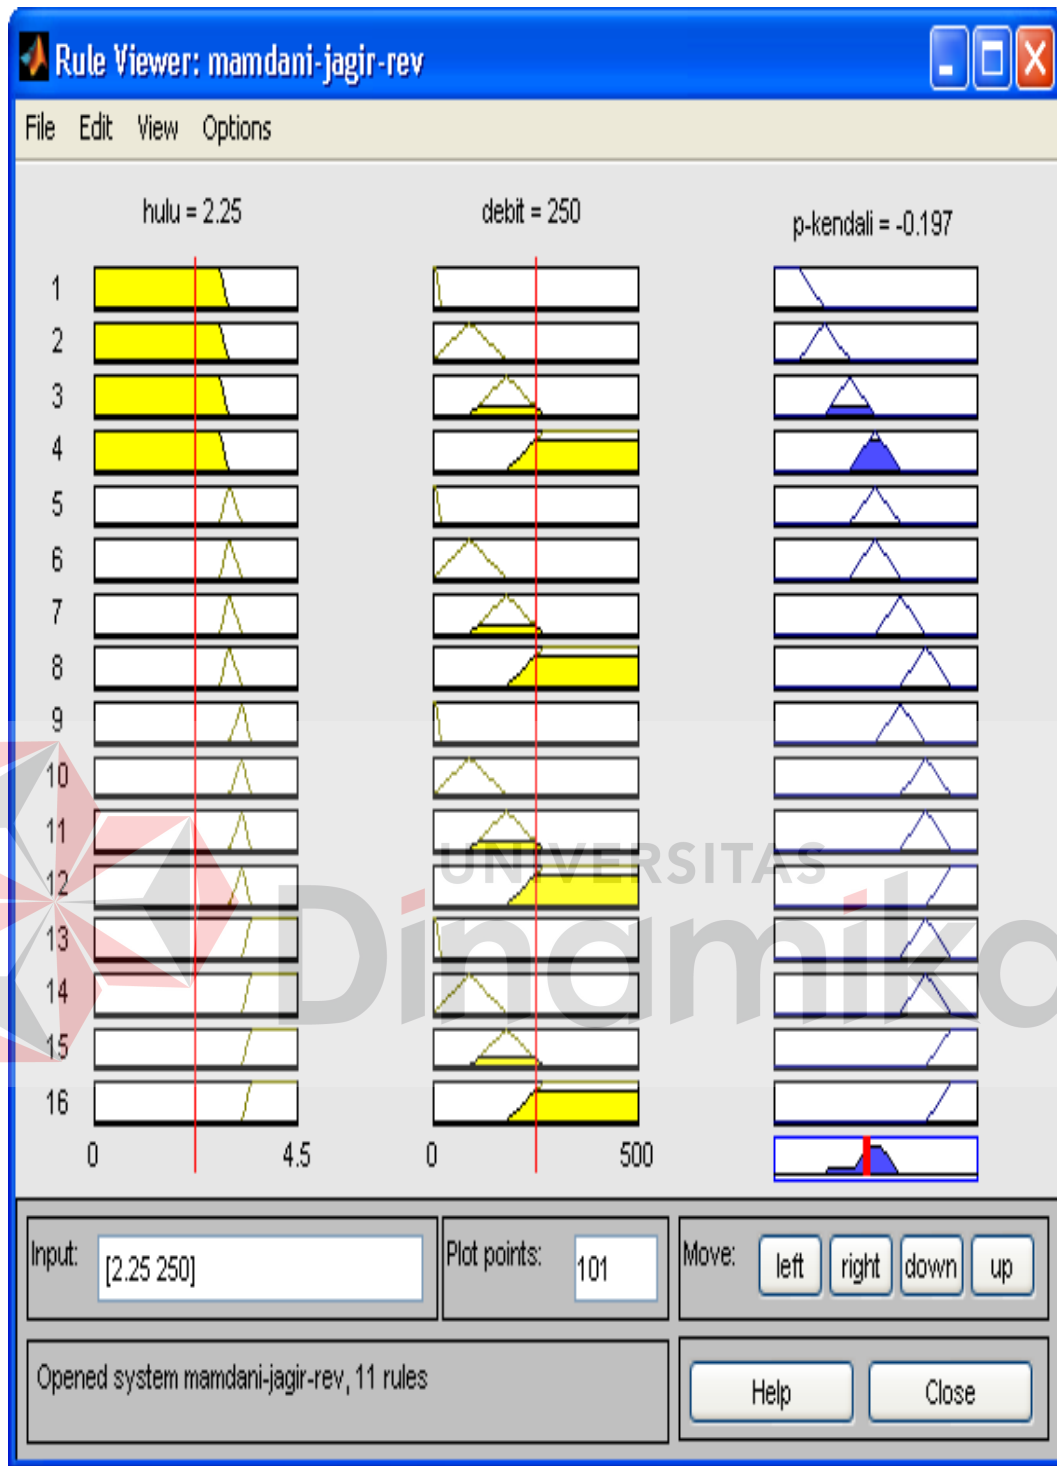 Rule Viewer: mamdani-jagir-rev
File Edit View Options
hulu = 2.25
debit = 250
p-kendali = -0.197
1
2
3
4
5
6
7
8
9
10
11
12
13
14
15
16
0 4.5
0 500
UNIVERSITAS
Dinamika
Input: [2.25 250]
Plot points: 101
Move: left right down up
Opened system mamdani-jagir-rev, 11 rules
Help Close